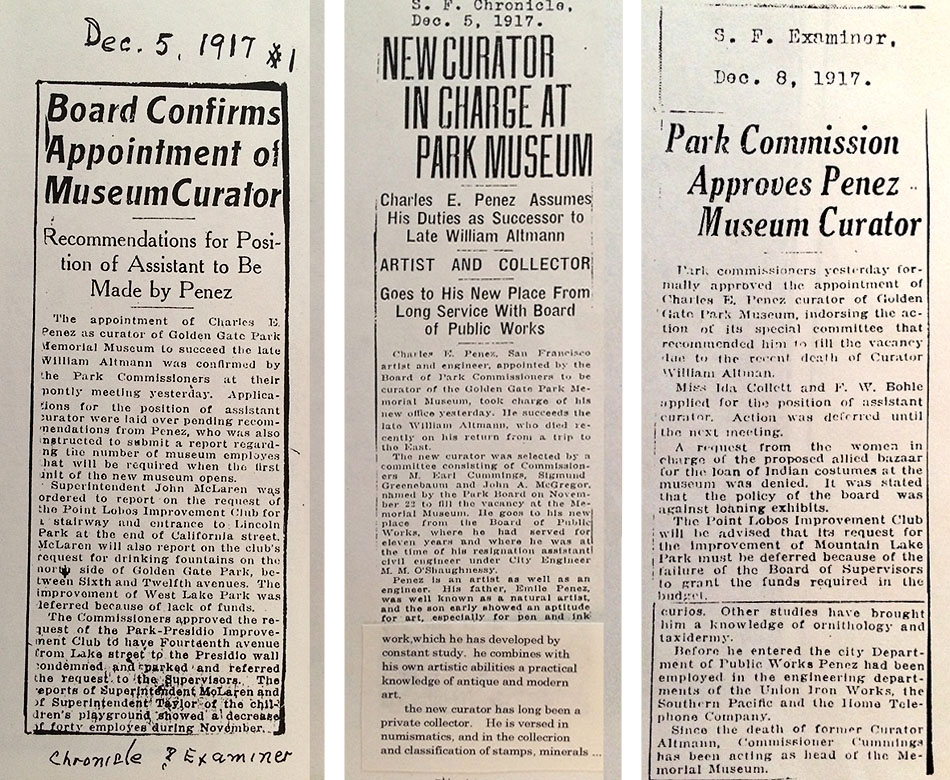 Dec. 5, 1917 #1
Board Confirms
Appointment of
Museum Curator
Recommendations for Posi-
tion of Assistant to Be
Made by Penez
The appointment of Charles E.
Penez as curator of Golden Gate Park
Memorial Museum to succeed the late
William Altmann was confirmed by
the Park Commissioners at their
montly meeting yesterday. Applica-
tions for the position of assistant
curator were laid over pending recom-
mendations from Penez, who was also
instructed to submit a report regard-
ing the number of museum employes
that will be required when the first
unit of the new museum opens.
Superintendent John McLaren was
ordered to report on the request of
the Point Lobos Improvement Club for
a stairway and entrance to Lincoln
Park at the end of California street.
McLaren will also report on the club's
request for drinking fountains on the
north side of Golden Gate Park, be-
tween Sixth and Twelfth avenues. The
improvement of West Lake Park was
deferred because of lack of funds.
The Commissioners approved the re-
quest of the Park-Presidio Improve-
ment Club to have Fourteenth avenue
from Lake street to the Presidio wall
condemned and parked and referred
the request to the Supervisors. The
reports of Superintendent McLaren and
of Superintendent Taylor of the chil-
dren's playground showed a decrease
of forty employes during November.
Chronicle & Examiner
S. F. Chronicle,
Dec. 5, 1917.
NEW CURATOR
IN CHARGE AT
PARK MUSEUM
Charles E. Penez Assumes
His Duties as Successor to
Late William Altmann
ARTIST AND COLLECTOR
Goes to His New Place From
Long Service With Board
of Public Works
Charles E. Penez, San Francisco
artist and engineer, appointed by the
Board of Park Commissioners to be
curator of the Golden Gate Park Me-
morial Museum, took charge of his
new office yesterday. He succeeds the
late William Altmann, who died re-
cently on his return from a trip to
the East.
The new curator was selected by a
committee consisting of Commission-
ers M. Earl Cummings, Sigmund
Greenebaum and John A. McGregor,
named by the Park Board on Novem-
ber 22 to fill the vacancy at the Me-
morial Museum. He goes to his new
place from the Board of Public
Works, where he had served for
eleven years and where he was at
the time of his resignation assistant
civil engineer under City Engineer
M. M. O'Shaughnessy.
Penez is an artist as well as an
engineer. His father, Emile Penez,
was well known as a natural artist,
and the son early showed an aptitude
for art, especially for pen and ink
work,which he has developed by
constant study. he combines with
his own artistic abilities a practical
knowledge of antique and modern
art.
the new curator has long been a
private collector. He is versed in
numismatics, and in the collecrion
and classification of stamps, minerals ...
S. F. Examinor,
Dec. 8, 1917.
Park Commission
Approves Penez
Museum Curator
Park commissioners yesterday for-
mally approved the appointment of
Charles E. Penez curator of Golden
Gate Park Museum, indorsing the ac-
tion of its special committee that
recommended him to fill the vacancy
due to the recent death of Curator
William Altman.
Miss Ida Collett and F. W. Bohle
applied for the position of assistant
curator. Action was deferred until
the next meeting.
A request from the women in
charge of the proposed allied bazaar
for the loan of Indian costumes at the
museum was denied. It was stated
that the policy of the board was
against loaning exhibits.
The Point Lobos Improvement Club
will be advised that its request for
the improvement of Mountain Lake
Park must be deferred because of the
failure of the Board of Supervisors
to grant the funds required in the
budget.
curios. Other studies have brought
him a knowledge of ornithology and
taxidermy.
Before he entered the city Depart-
ment of Public Works Penez had been
employed in the engineering depart-
ments of the Union Iron Works, the
Southern Pacific and the Home Tele-
phone Company.
Since the death of former Curator
Altmann, Commissioner Cummings
has been acting as head of the Me-
morial Museum.